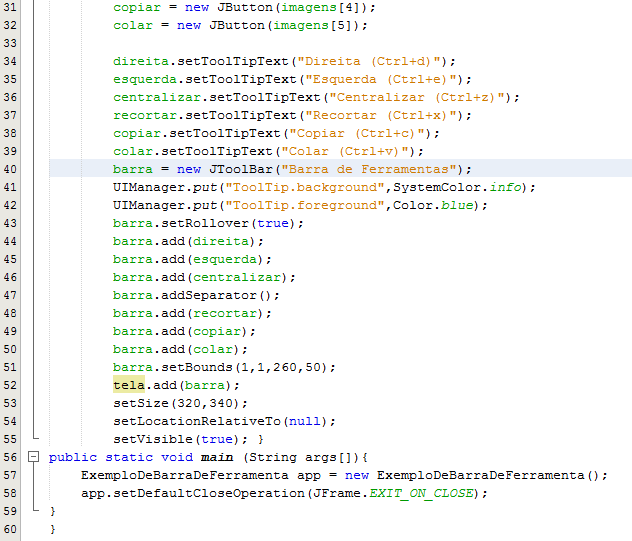 31 copiar = new JButton(imagens[4]);
32 colar = new JButton(imagens[5]);
33
34 direita.setToolTipText("Direita (Ctrl+d)");
35 esquerda.setToolTipText("Esquerda (Ctrl+e)");
36 centralizar.setToolTipText("Centralizar (Ctrl+z)");
37 recortar.setToolTipText("Recortar (Ctrl+x)");
38 copiar.setToolTipText("Copiar (Ctrl+c)");
39 colar.setToolTipText("Colar (Ctrl+v)");
40 barra = new JToolBar("Barra de Ferramentas");
41 UIManager.put("ToolTip.background",SystemColor.info);
42 UIManager.put("ToolTip.foreground",Color.blue);
43 barra.setRollover(true);
44 barra.add(direita);
45 barra.add(esquerda);
46 barra.add(centralizar);
47 barra.addSeparator();
48 barra.add(recortar);
49 barra.add(copiar);
50 barra.add(colar);
51 barra.setBounds(1,1,260,50);
52 tela.add(barra);
53 setSize(320,340);
54 setLocationRelativeTo(null);
55 setVisible(true); }
56 public static void main (String args[]){
57 ExemploDeBarraDeFerramenta app = new ExemploDeBarraDeFerramenta();
58 app.setDefaultCloseOperation(JFrame.EXIT_ON_CLOSE);
59 }
60 }